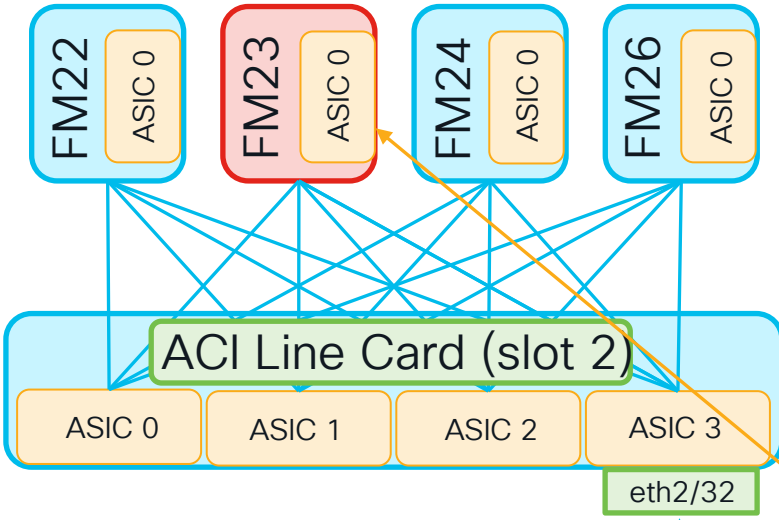 FM22
ASIC 0
FM23
ASIC 0
FM24
ASIC 0
FM26
ASIC 0
ACI Line Card (slot 2)
ASIC 0
ASIC 1
ASIC 2
ASIC 3
eth2/32